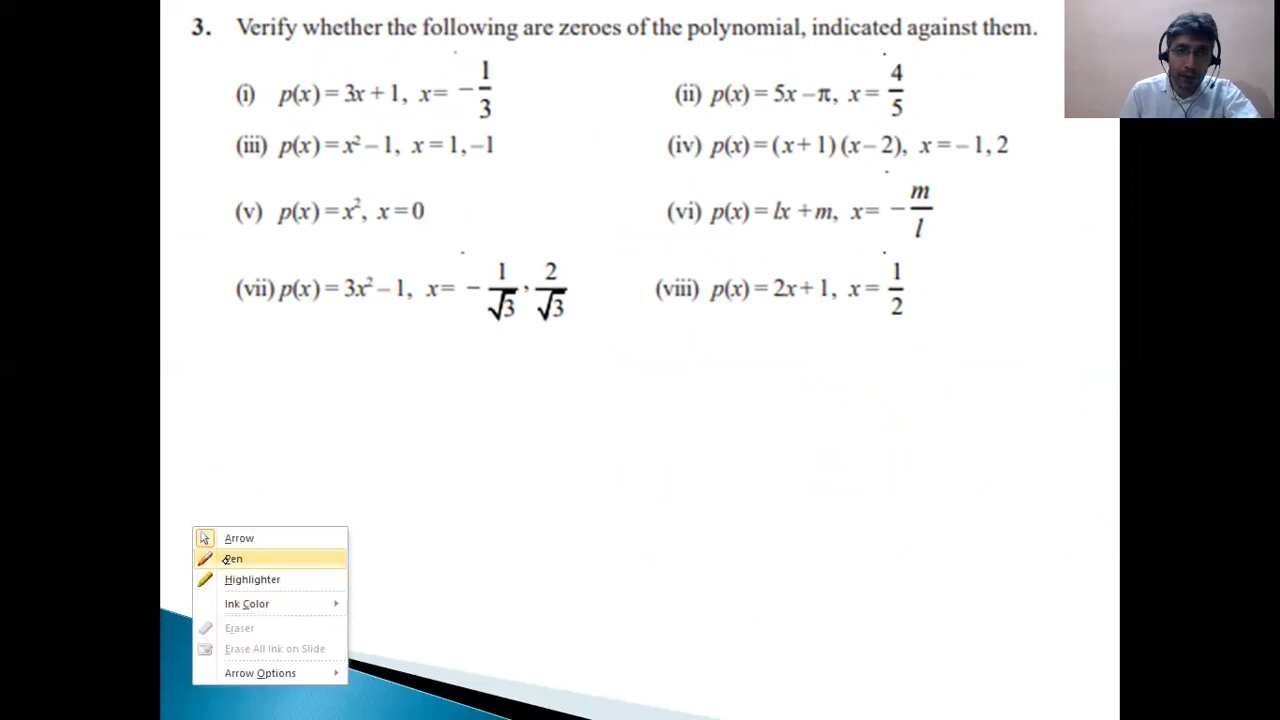 3. Verify whether the following are zeroes of the polynomial, indicated against them.
(i) p(x) = 3x + 1, x = −1/3 (ii) p(x) = 5x − π, x = 4/5
(iii) p(x) = x² − 1, x = 1, −1 (iv) p(x) = (x + 1) (x − 2), x = − 1, 2
(v) p(x) = x², x = 0 (vi) p(x) = lx + m, x = −m/l
(vii) p(x) = 3x² − 1, x = −1/√3, 2/√3 (viii) p(x) = 2x + 1, x = 1/2
Arrow
Pen
Highlighter
Ink Color
Eraser
Erase All Ink on Slide
Arrow Options